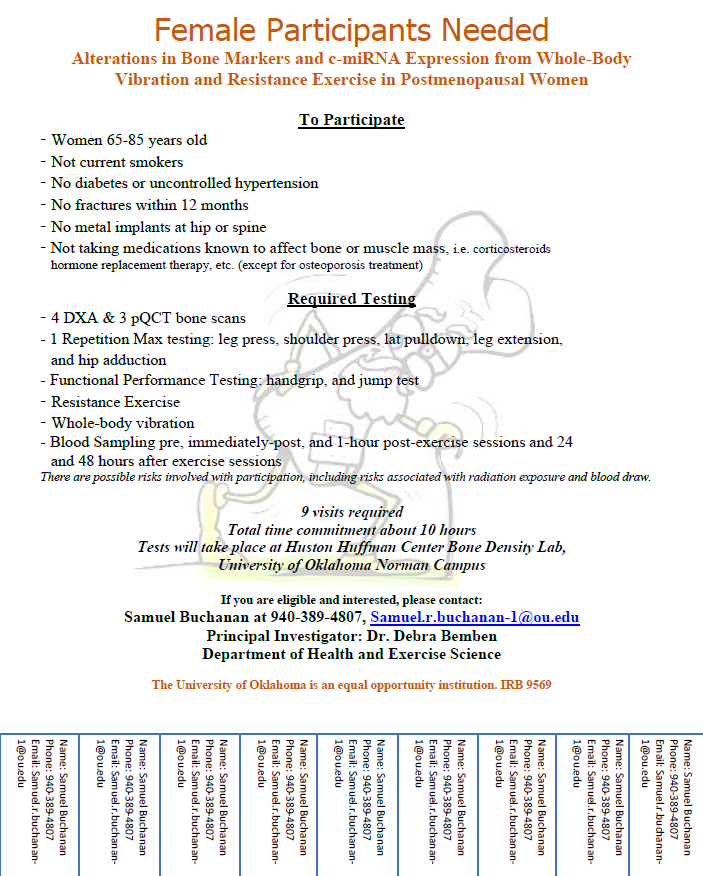 Female Participants Needed
Alterations in Bone Markers and c-miRNA Expression from Whole-Body
Vibration and Resistance Exercise in Postmenopausal Women
To Participate
- Women 65-85 years old
- Not current smokers
- No diabetes or uncontrolled hypertension
- No fractures within 12 months
- No metal implants at hip or spine
- Not taking medications known to affect bone or muscle mass, i.e. corticosteroids
hormone replacement therapy, etc. (except for osteoporosis treatment)
Required Testing
- 4 DXA & 3 pQCT bone scans
- 1 Repetition Max testing: leg press, shoulder press, lat pulldown, leg extension,
and hip adduction
- Functional Performance Testing: handgrip, and jump test
- Resistance Exercise
- Whole-body vibration
- Blood Sampling pre, immediately-post, and 1-hour post-exercise sessions and 24
and 48 hours after exercise sessions
There are possible risks involved with participation, including risks associated with radiation exposure and blood draw.
9 visits required
Total time commitment about 10 hours
Tests will take place at Huston Huffman Center Bone Density Lab,
University of Oklahoma Norman Campus
If you are eligible and interested, please contact:
Samuel Buchanan at 940-389-4807, Samuel.r.buchanan-1@ou.edu
Principal Investigator: Dr. Debra Bemben
Department of Health and Exercise Science
The University of Oklahoma is an equal opportunity institution. IRB 9569
Name: Samuel Buchanan
Phone: 940-389-4807
Email: Samuel.r.buchanan-
1@ou.edu
Name: Samuel Buchanan
Phone: 940-389-4807
Email: Samuel.r.buchanan-
1@ou.edu
Name: Samuel Buchanan
Phone: 940-389-4807
Email: Samuel.r.buchanan-
1@ou.edu
Name: Samuel Buchanan
Phone: 940-389-4807
Email: Samuel.r.buchanan-
1@ou.edu
Name: Samuel Buchanan
Phone: 940-389-4807
Email: Samuel.r.buchanan-
1@ou.edu
Name: Samuel Buchanan
Phone: 940-389-4807
Email: Samuel.r.buchanan-
1@ou.edu
Name: Samuel Buchanan
Phone: 940-389-4807
Email: Samuel.r.buchanan-
1@ou.edu
Name: Samuel Buchanan
Phone: 940-389-4807
Email: Samuel.r.buchanan-
1@ou.edu
Name: Samuel Buchanan
Phone: 940-389-4807
Email: Samuel.r.buchanan-
1@ou.edu